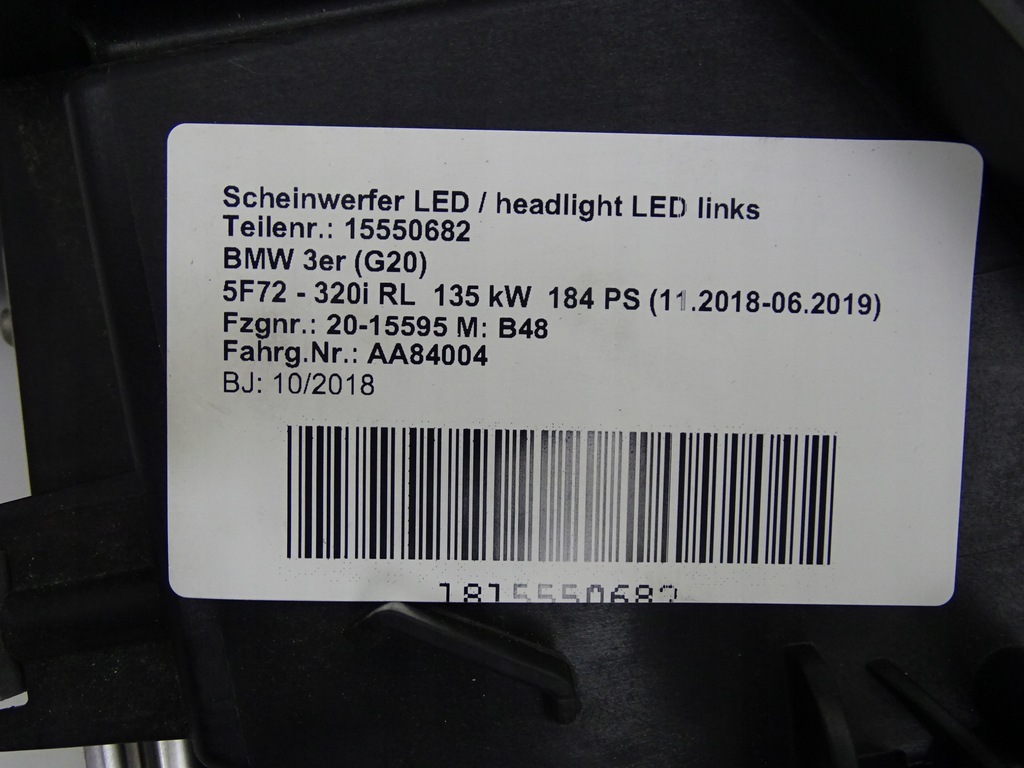 Scheinwerfer LED / headlight LED links
Teilenr.: 15550682
BMW 3er (G20)
5F72 - 320i RL 135 kW 184 PS (11.2018-06.2019)
Fzgnr.: 20-15595 M: B48
Fahrg.Nr.: AA84004
BJ: 10/2018
1815550682